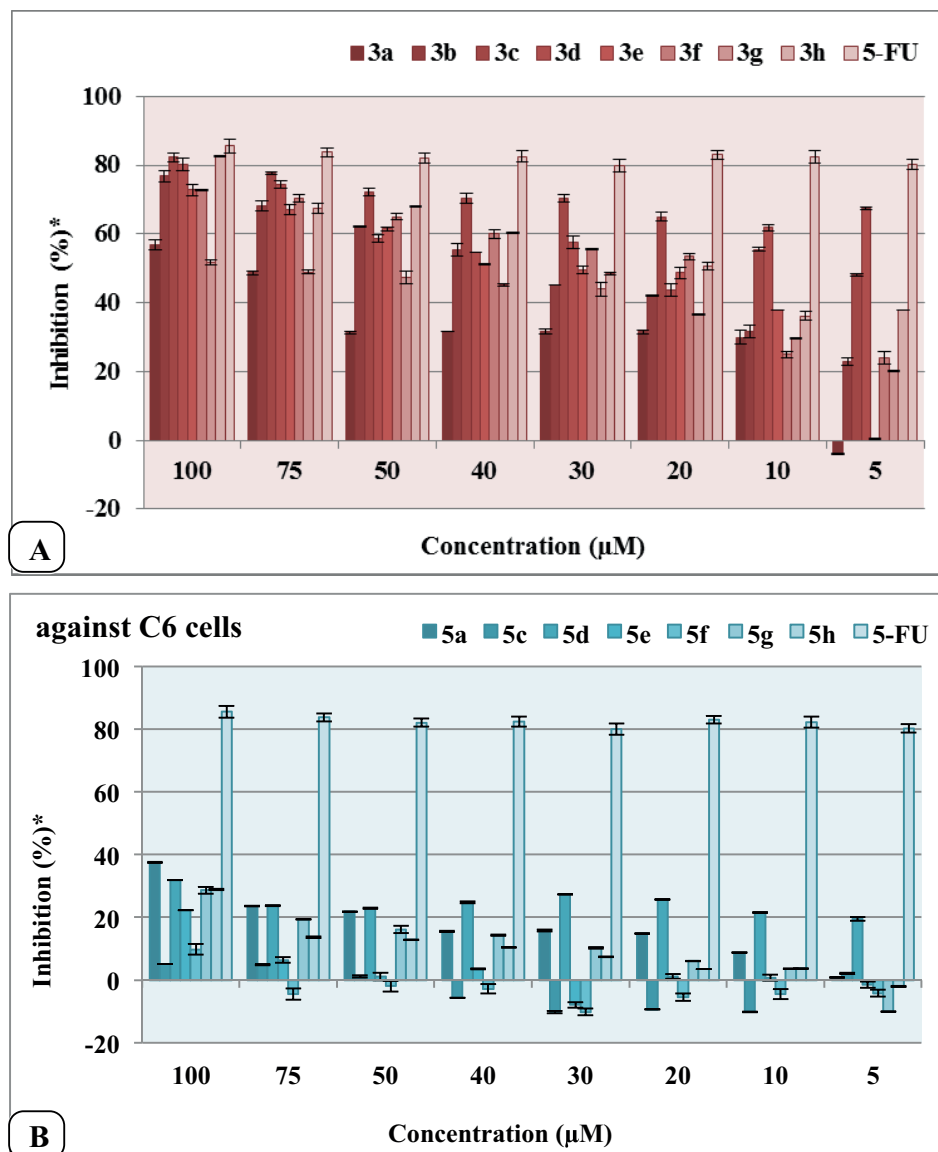 3a 3b 3c 3d 3e 3f 3g 3h 5-FU
100
80
60
40
20
0
-20
Inhibition (%)*
100 75 50 40 30 20 10 5
Concentration (µM)
A
against C6 cells
5a 5c 5d 5e 5f 5g 5h 5-FU
100
80
60
40
20
0
-20
Inhibition (%)*
100 75 50 40 30 20 10 5
Concentration (µM)
B